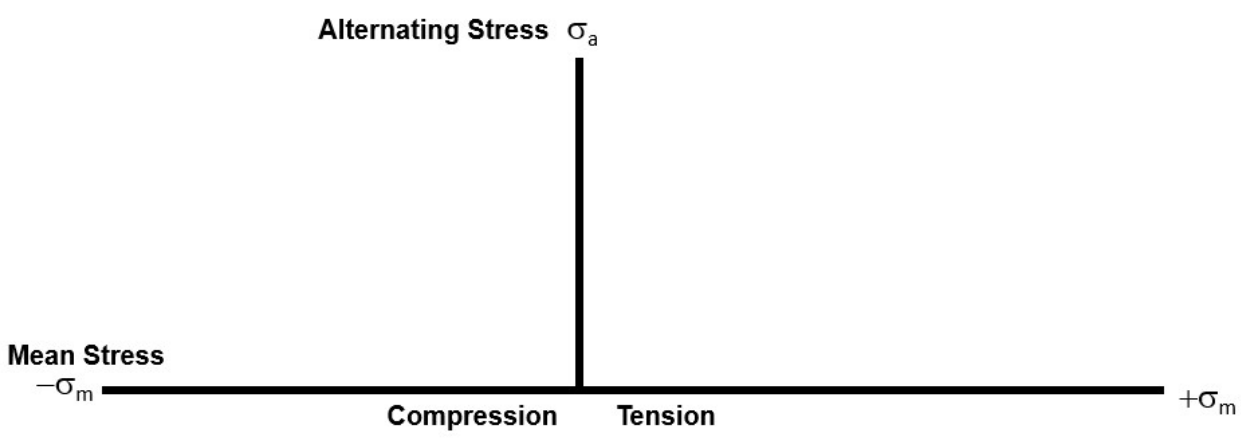 Alternating Stress σₐ
Mean Stress
−σₘ
+σₘ
Compression Tension